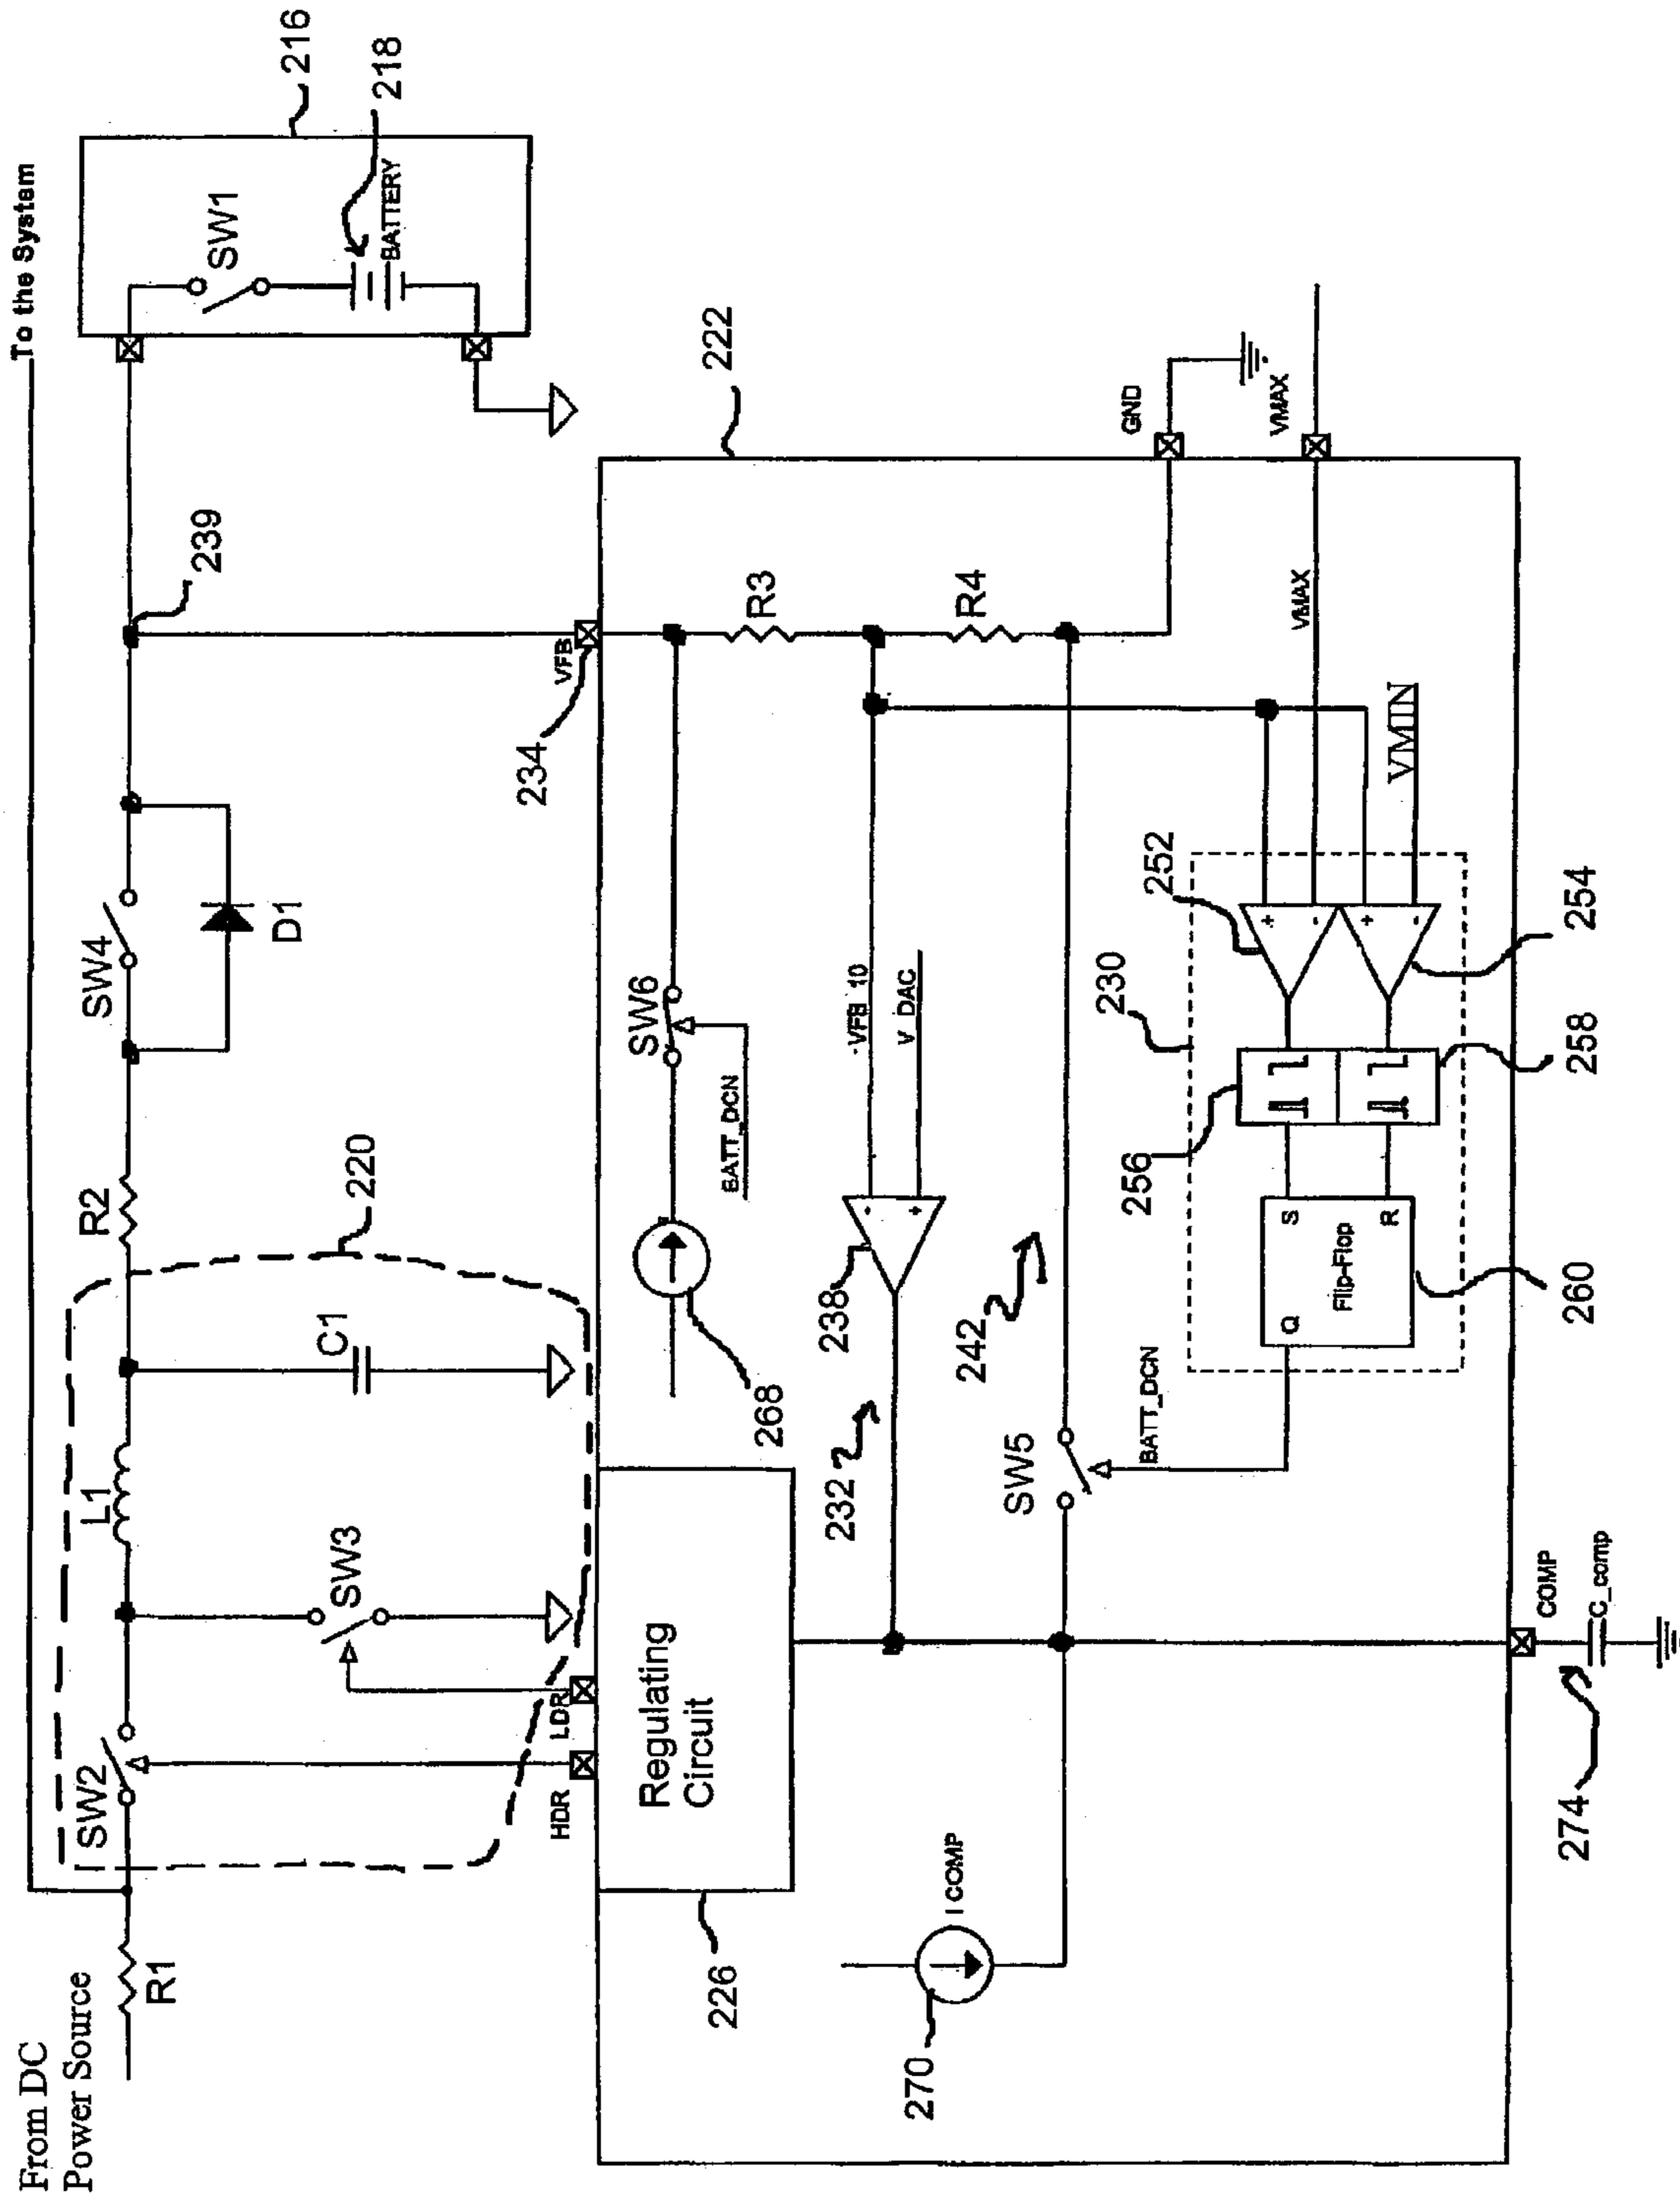 To the System
From DC
Power Source
R1
SW2
SW3
L1
C1
220
R2
SW4
D1
239
216
SW1
218
BATTERY
HDR
LDR
234
VFB
222
226
Regulating
Circuit
268
SW6
BATT_DCN
R3
R4
GND
VMAX
VMAX
VMIN
-VFB 10
V DAC
238
232
242
SW5
BATT_DCN
270
I COMP
230
252
+
-
+
-
254
256
258
S
R
Q
Flip-Flop
260
COMP
C_comp
274
-
+